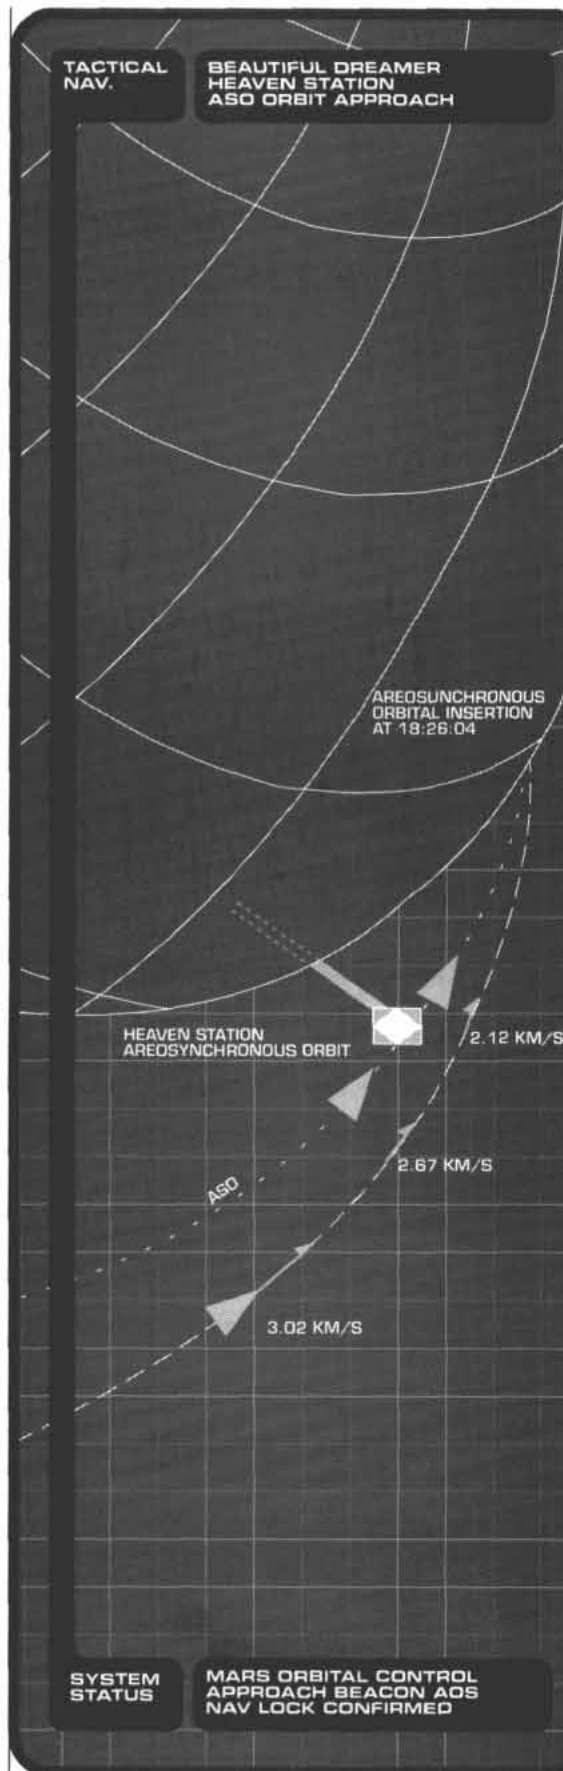 TACTICAL
NAV.
BEAUTIFUL DREAMER
HEAVEN STATION
ASO ORBIT APPROACH
AREOSUNCHRONOUS
ORBITAL INSERTION
AT 18:26:04
HEAVEN STATION
AREOSYNCHRONOUS ORBIT
2.12 KM/S
2.67 KM/S
ASO
3.02 KM/S
SYSTEM
STATUS
MARS ORBITAL CONTROL
APPROACH BEACON AOS
NAV LOCK CONFIRMED